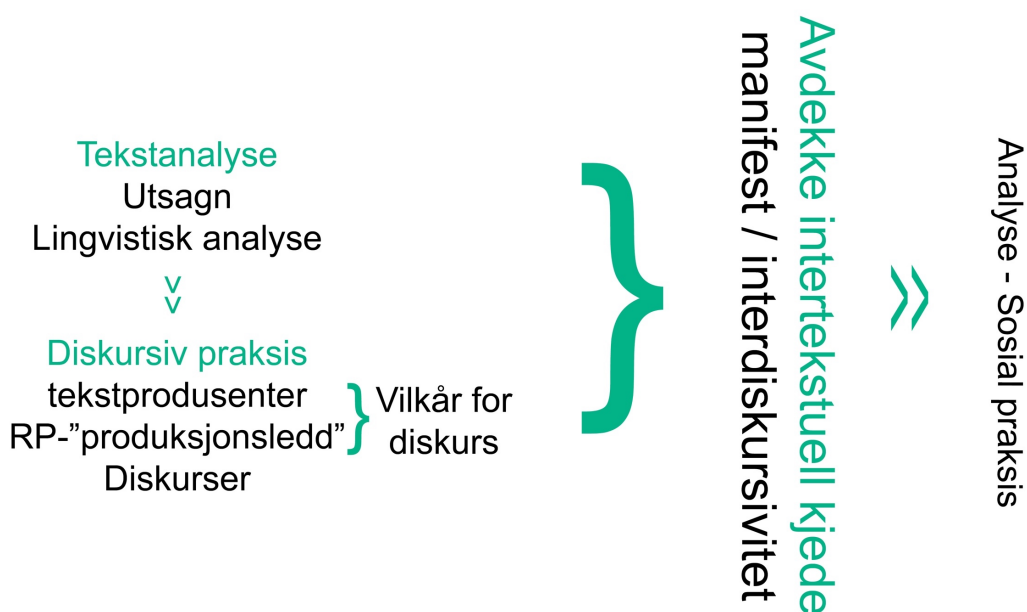 Tekstanalyse
Utsagn
Lingvistisk analyse
>>
Diskursiv praksis
tekstprodusenter
RP-”produksjonsledd”
Diskurser
}
Vilkår for
diskurs
}
Avdekke intertekstuell kjede
manifest / interdiskursivitet
>>
Analyse - Sosial praksis